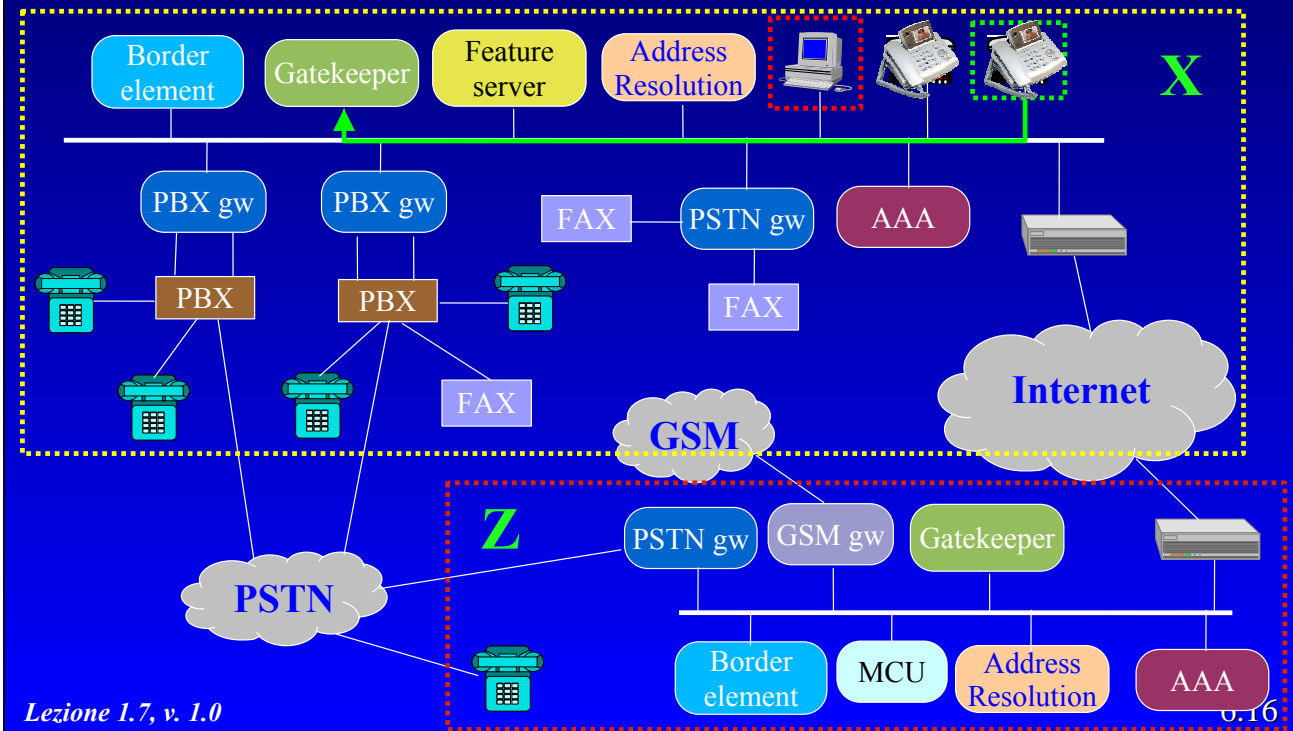 Border
element
Gatekeeper
Feature
server
Address
Resolution
X
PBX gw
PBX gw
FAX
PSTN gw
AAA
PBX
PBX
FAX
FAX
Internet
GSM
Z
PSTN gw
GSM gw
Gatekeeper
PSTN
Border
element
MCU
Address
Resolution
AAA
Lezione 1.7, v. 1.0
6.16